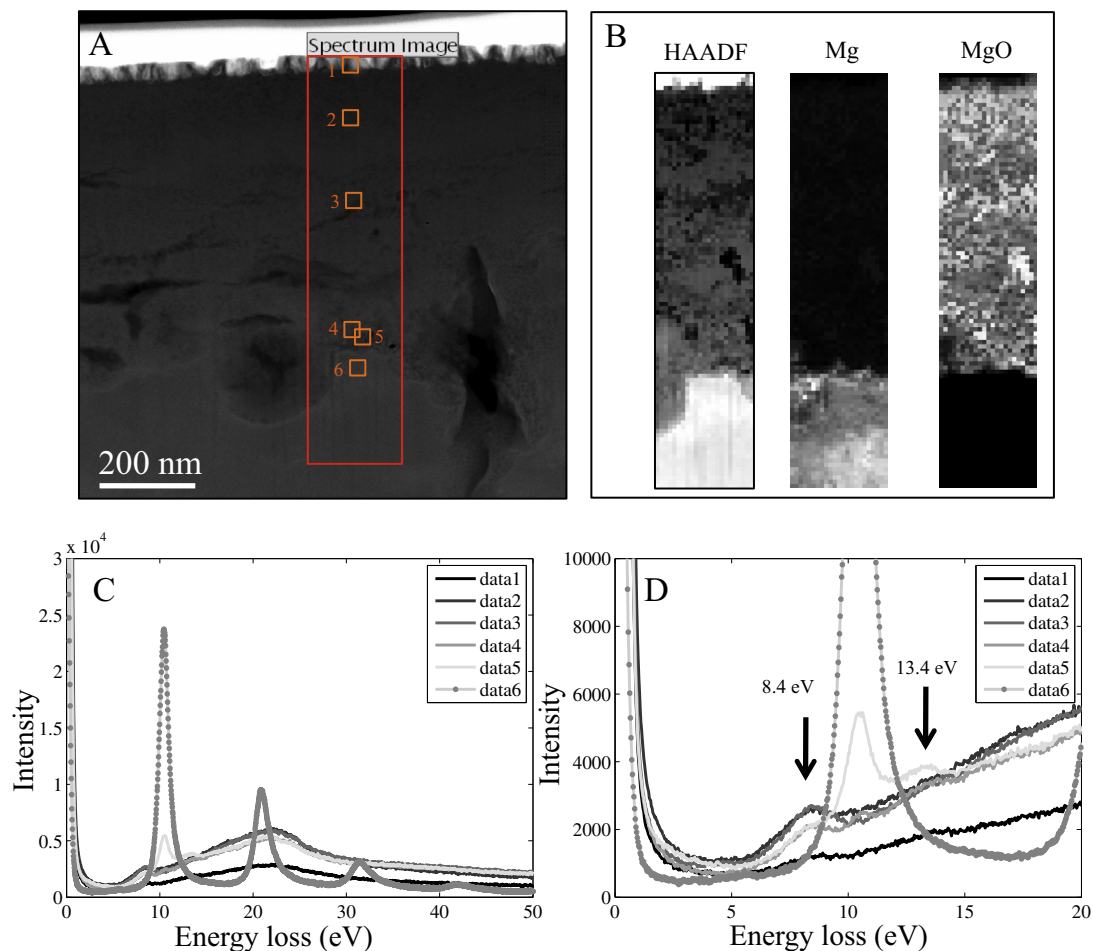 A
Spectrum Image
1
2
3
4
5
6
200 nm
B
HAADF
Mg
MgO
C
x 10⁴
3
2.5
2
1.5
1
0.5
0
Intensity
0
10
20
30
40
50
Energy loss (eV)
data1
data2
data3
data4
data5
data6
D
10000
8000
6000
4000
2000
0
Intensity
8.4 eV
13.4 eV
0
5
10
15
20
Energy loss (eV)
data1
data2
data3
data4
data5
data6